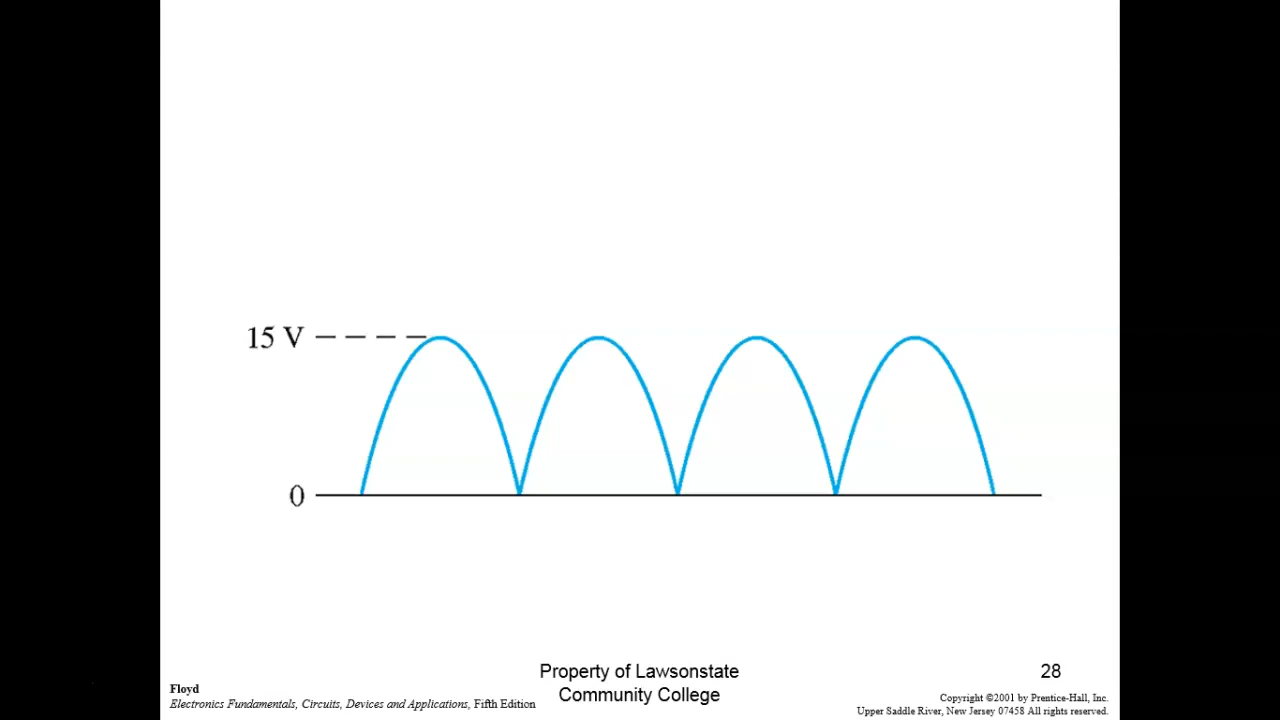 15 V
0
Property of Lawsonstate
Community College
28
Floyd
Electronics Fundamentals, Circuits, Devices and Applications, Fifth Edition
Copyright ©2001 by Prentice-Hall, Inc.
Upper Saddle River, New Jersey 07458 All rights reserved.